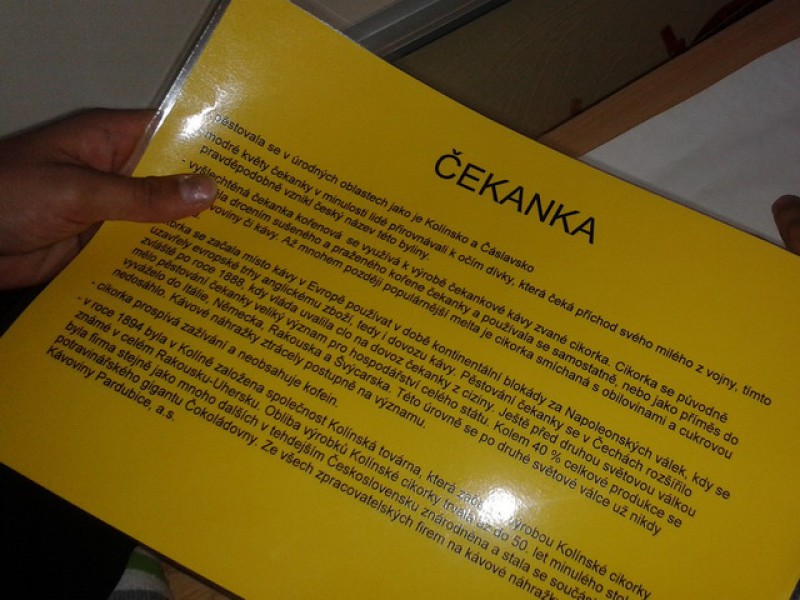 ČEKANKA
pěstovala se v úrodných oblastech jako je Kolínsko a Čáslavsko
modré květy čekanky v minulosti lidé přirovnávali k očím dívky, která čeká příchod svého milého z vojny, tímto
pravděpodobně vznikl český název této byliny.
- vyšlechtěná čekanka kořenová se využívá k výrobě čekankové kávy zvané cikorka. Cikorka se původně
drcením sušeného a praženého kořene čekanky a používala se samostatně, nebo jako příměs do
či kávy. Až mnohem později populárnější melta je cikorka smíchaná s obilovinami a cukrovou
se začala místo kávy v Evropě používat v době kontinentální blokády za Napoleonských válek, kdy se
uzavřely evropské trhy anglickému zboží, tedy i dovozu kávy. Pěstování čekanky se v Čechách rozšířilo
zvláště po roce 1888, kdy vláda uvalila clo na dovoz čekanky z ciziny. Ještě před druhou světovou válkou
mělo pěstování čekanky veliký význam pro hospodářství celého státu. Kolem 40 % celkové produkce se
vyváželo do Itálie, Německa, Rakouska a Švýcarska. Této úrovně se po druhé světové válce už nikdy
nedosáhlo. Kávové náhražky ztrácely postupně na významu.
- cikorka prospívá zažívání a neobsahuje kofein.
- v roce 1894 byla v Kolíně založena společnost Kolínská továrna, která výrobou Kolínské cikorky
známé v celém Rakousku-Uhersku. Obliba výrobků Kolínské cikorky trvala až do 50. let minulého
byla firma stejně jako mnoho dalších v tehdejším Československu znárodněna a stala se
potravinářského gigantu Čokoládovny. Ze všech zpracovatelských firem na kávové
Kávoviny Pardubice, a.s.